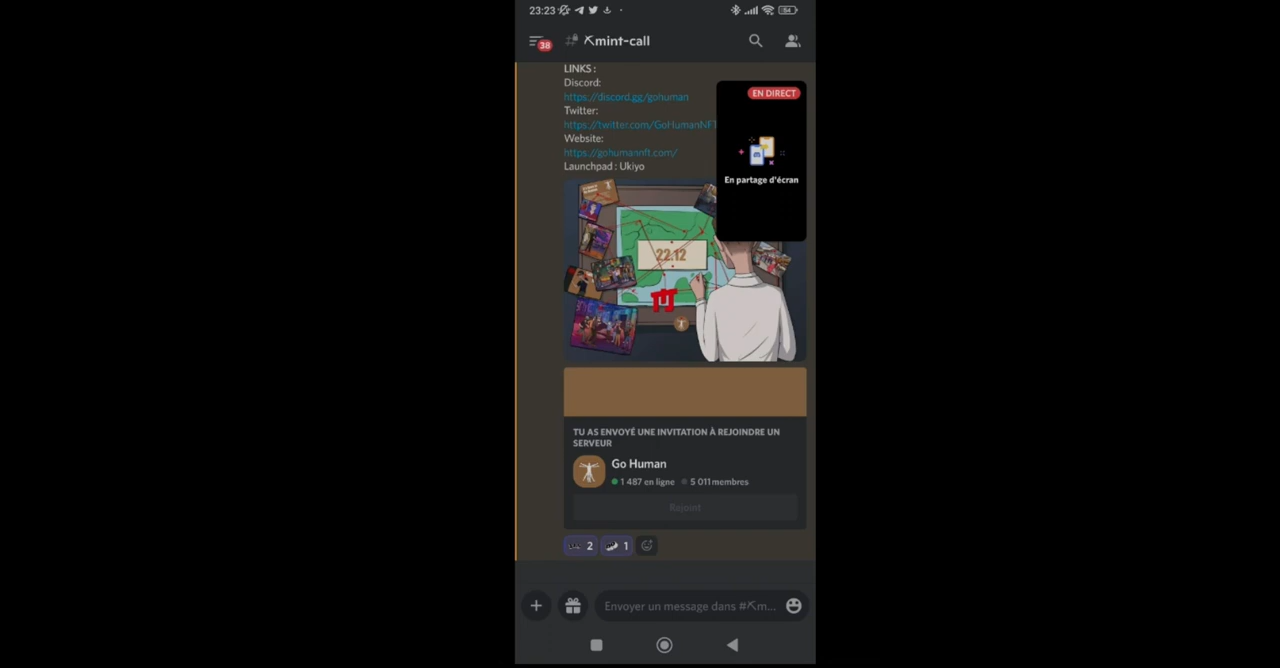 23:23
54
38
mint-call
LINKS :
Discord:
https://discord.gg/gohuman
Twitter:
https://twitter.com/GoHumanNFT
Website:
https://gohumannft.com/
Launchpad : Ukiyo
EN DIRECT
En partage d'écran
22.12
TU AS ENVOYÉ UNE INVITATION À REJOINDRE UN
SERVEUR
Go Human
1 487 en ligne
5 011 membres
Rejoint
2
1
Envoyer un message dans #⛏m...